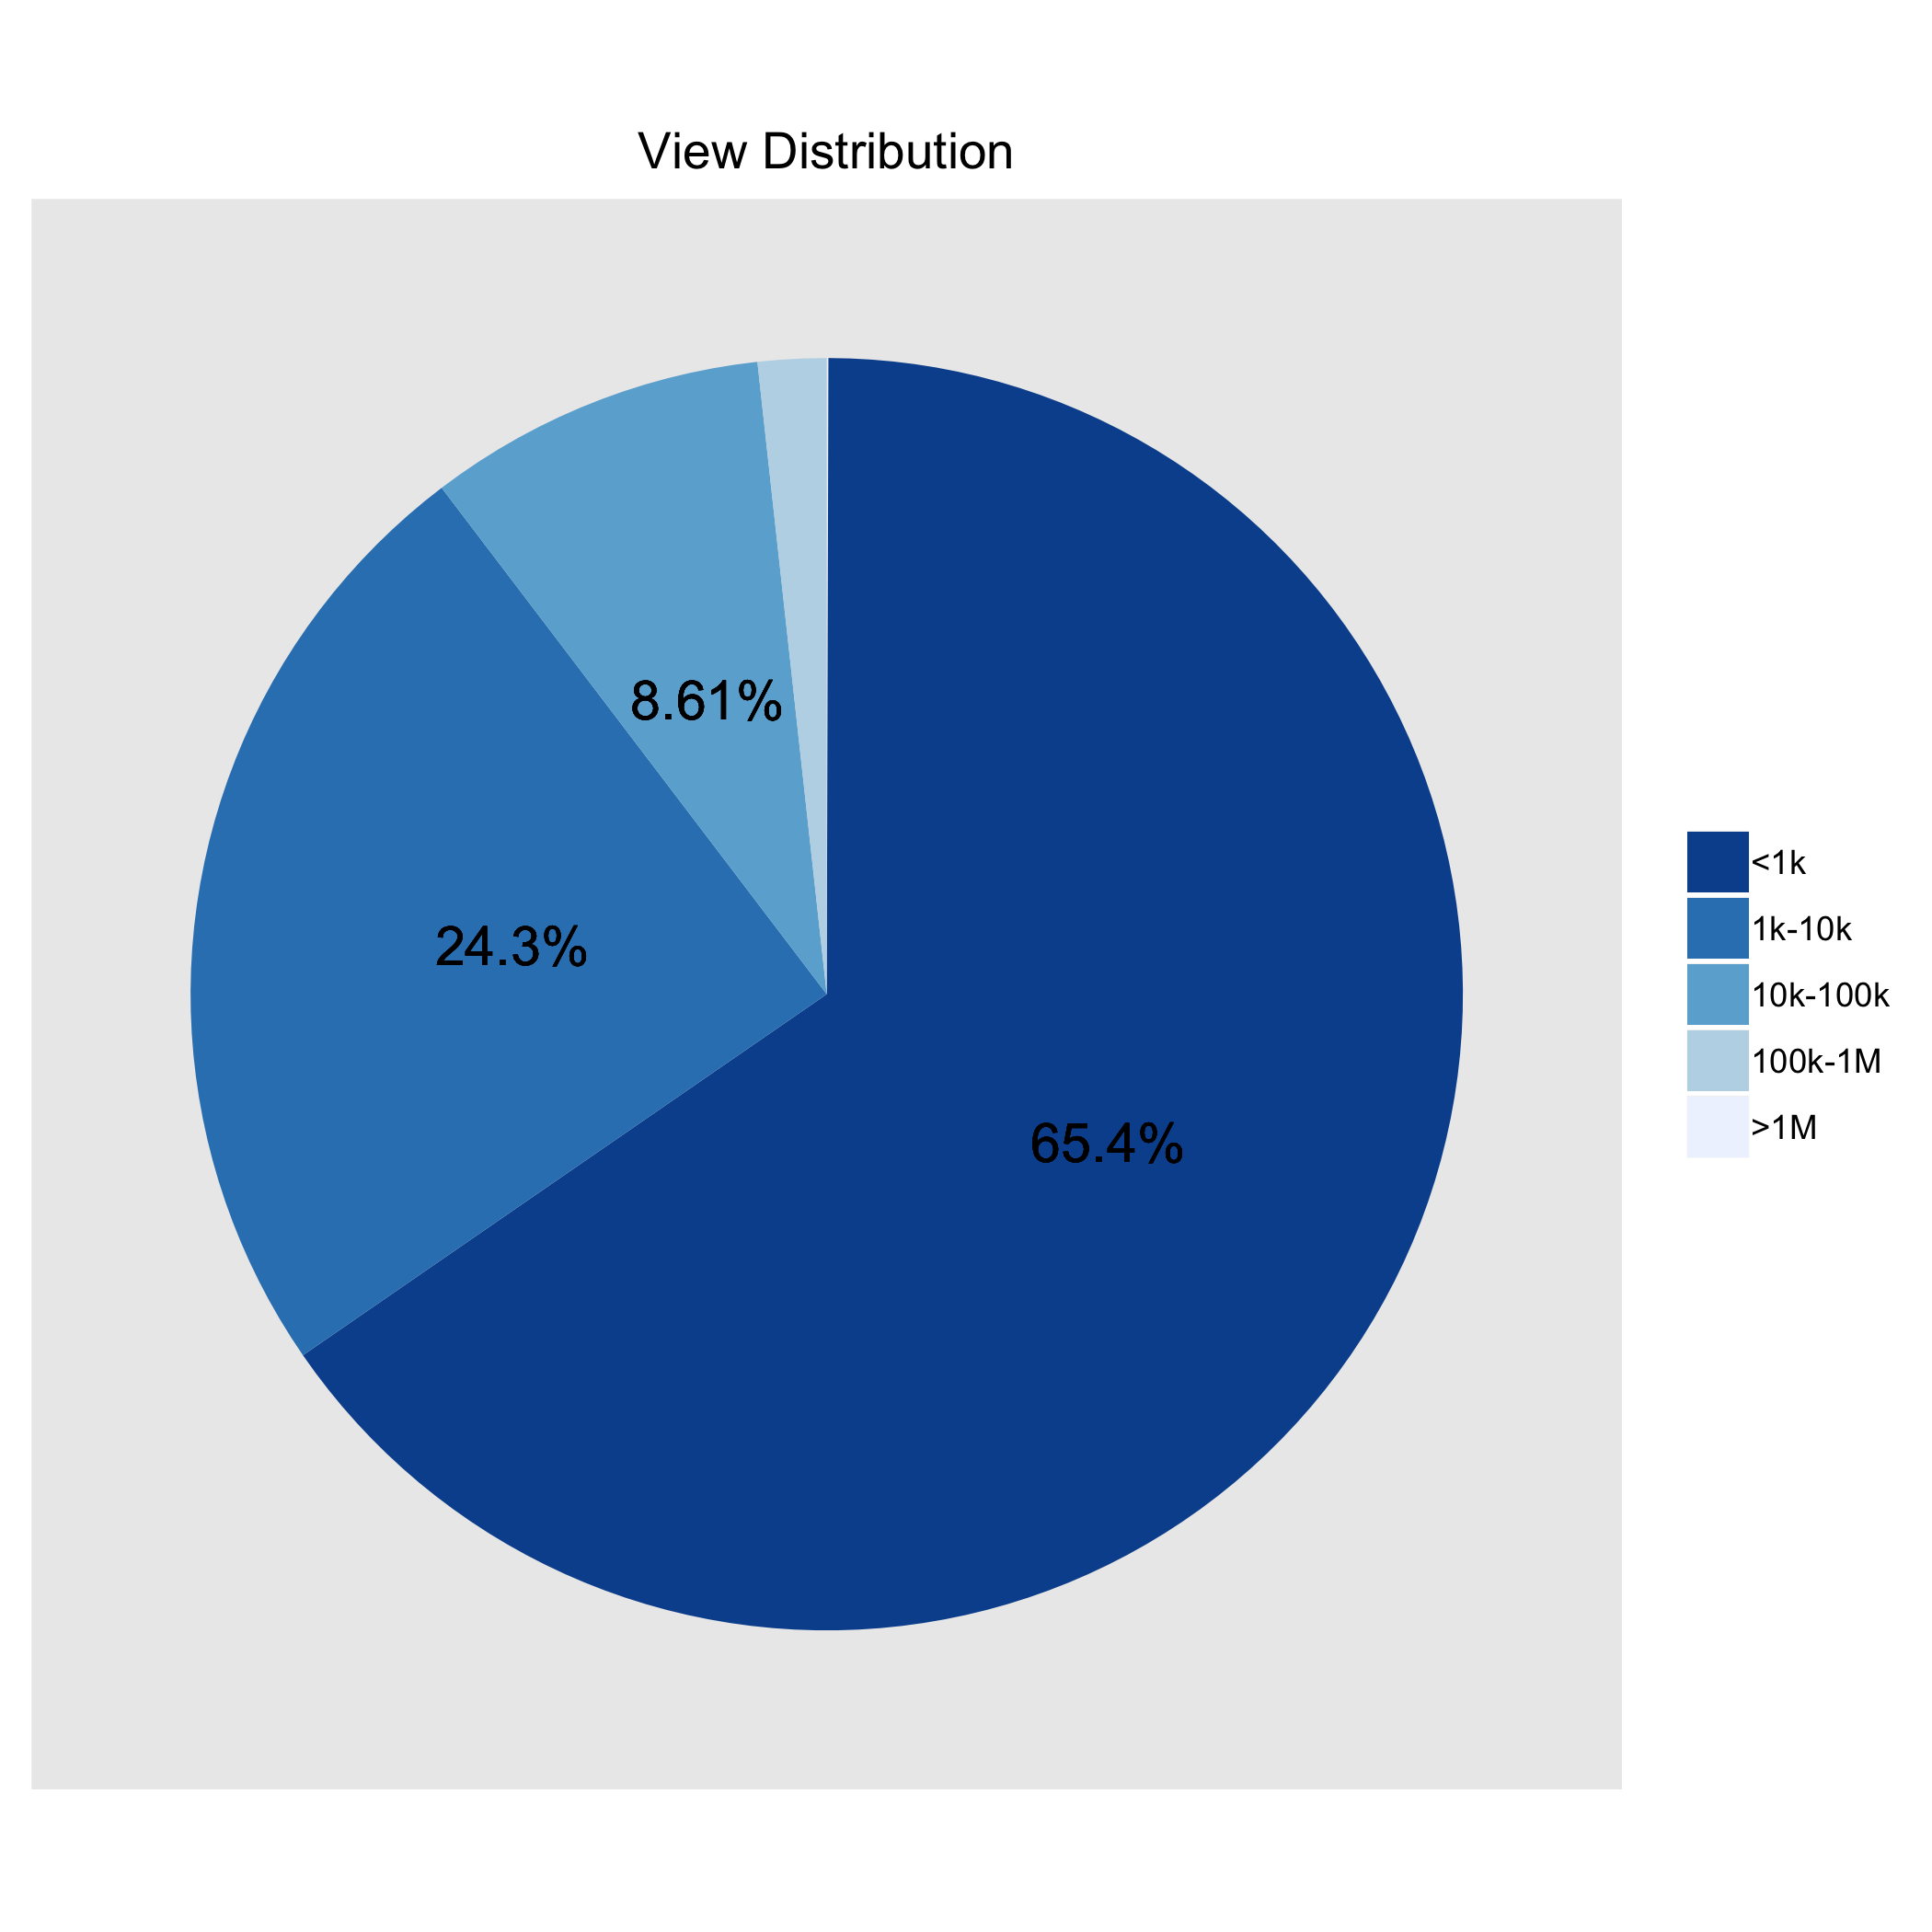 View Distribution
8.61%
24.3%
65.4%
<1k
1k-10k
10k-100k
100k-1M
>1M